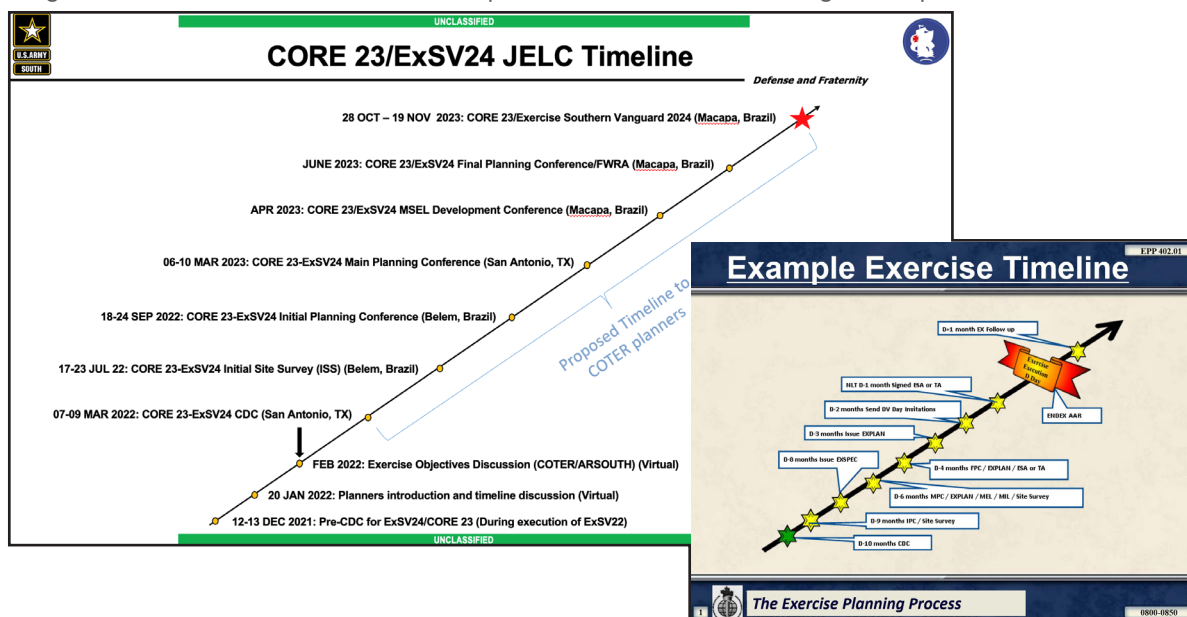 UNCLASSIFIED
U.S.ARMY
SOUTH
CORE 23/ExSV24 JELC Timeline
Defense and Fraternity
28 OCT – 19 NOV 2023: CORE 23/Exercise Southern Vanguard 2024 (Macapa, Brazil)
JUNE 2023: CORE 23/ExSV24 Final Planning Conference/FWRA (Macapa, Brazil)
APR 2023: CORE 23/ExSV24 MSEL Development Conference (Macapa, Brazil)
06-10 MAR 2023: CORE 23-ExSV24 Main Planning Conference (San Antonio, TX)
18-24 SEP 2022: CORE 23-ExSV24 Initial Planning Conference (Belem, Brazil)
17-23 JUL 22: CORE 23-ExSV24 Initial Site Survey (ISS) (Belem, Brazil)
07-09 MAR 2022: CORE 23-ExSV24 CDC (San Antonio, TX)
FEB 2022: Exercise Objectives Discussion (COTER/ARSOUTH) (Virtual)
20 JAN 2022: Planners introduction and timeline discussion (Virtual)
12-13 DEC 2021: Pre-CDC for ExSV24/CORE 23 (During execution of ExSV22)
Proposed Timeline to
COTER planners
UNCLASSIFIED
EPP 402.01
Example Exercise Timeline
D+1 month EX Follow up
Exercise
Execution
D Day
NLT D-1 month Signed ESA or TA
ENDEX AAR
D-2 months Send DV Day Invitations
D-3 months Issue EXPLAN
D-8 months Issue EXSPEC
D-4 months FPC / EXPLAN / ESA or TA
D-6 months MPC / EXPLAN / MEL / MIL / Site Survey
D-9 months IPC / Site Survey
D-10 months CDC
1
The Exercise Planning Process
0800-0850